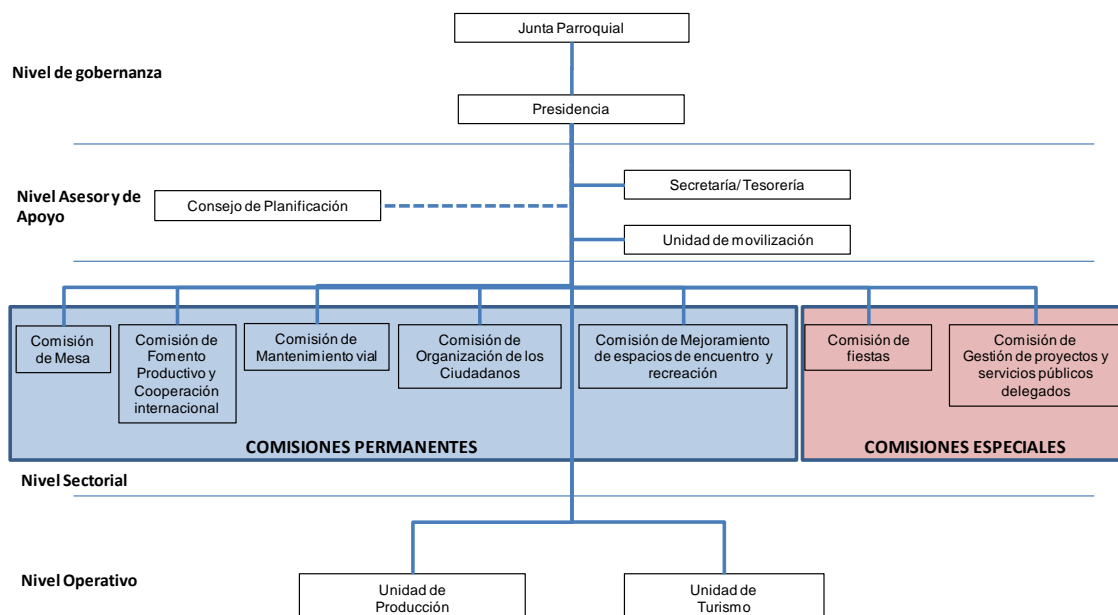 Junta Parroquial
Nivel de gobernanza
Presidencia
Nivel Asesor y de
Apoyo
Secretaría/ Tesorería
Consejo de Planificación
Unidad de movilización
Comisión
de Mesa
Comisión de
Fomento
Productivo y
Cooperación
internacional
Comisión de
Mantenimiento vial
Comisión de
Organización de los
Ciudadanos
Comisión de Mejoramiento
de espacios de encuentro y
recreación
Comisión de
fiestas
Comisión de
Gestión de proyectos y
servicios públicos
delegados
COMISIONES PERMANENTES
COMISIONES ESPECIALES
Nivel Sectorial
Nivel Operativo
Unidad de
Producción
Unidad de
Turismo